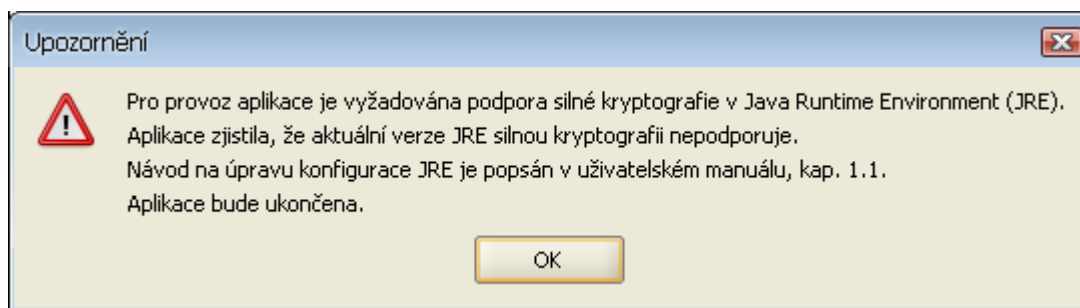 Upozornění
Pro provoz aplikace je vyžadována podpora silné kryptografie v Java Runtime Environment (JRE).
Aplikace zjistila, že aktuální verze JRE silnou kryptografii nepodporuje.
Návod na úpravu konfigurace JRE je popsán v uživatelském manuálu, kap. 1.1.
Aplikace bude ukončena.
OK